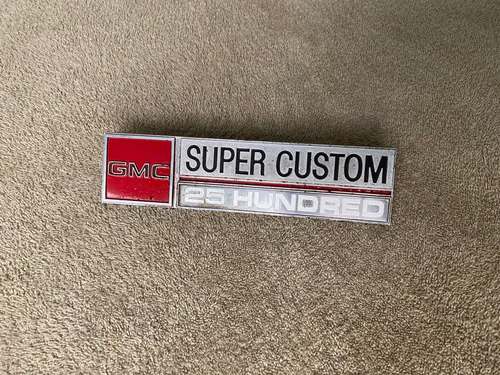 GMC
SUPER CUSTOM
25 HUNDRED